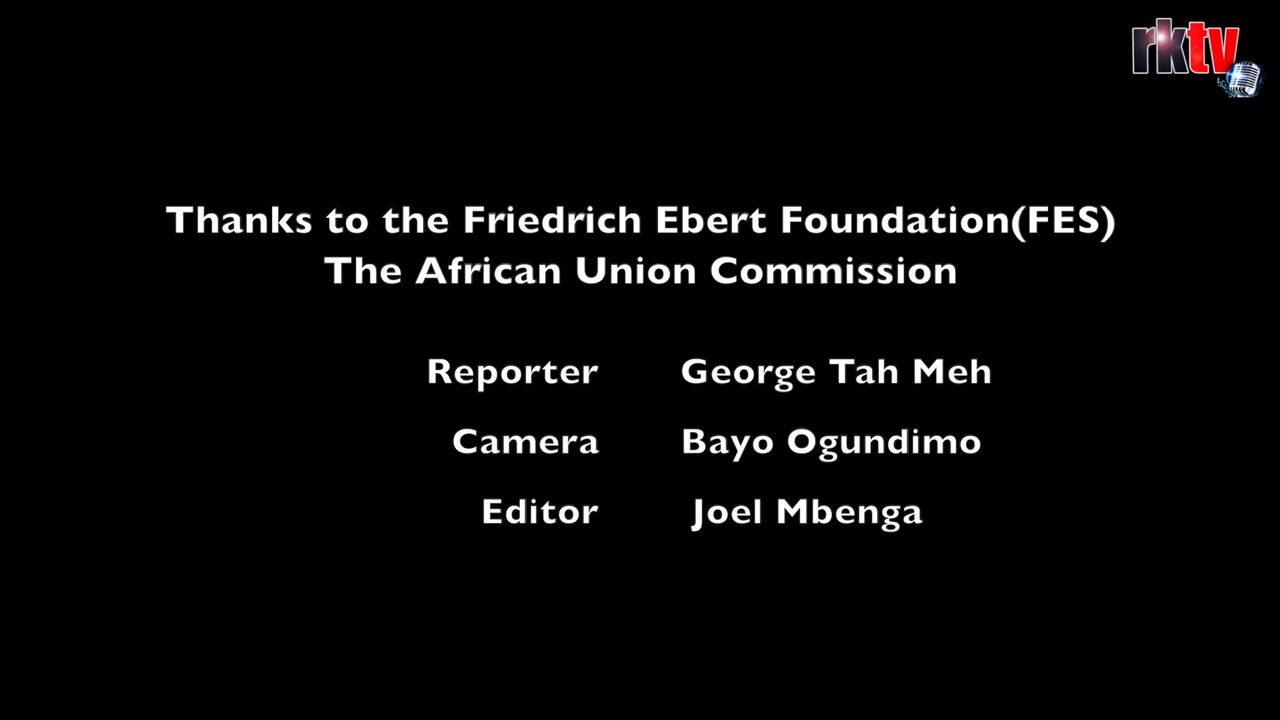 rktv
Thanks to the Friedrich Ebert Foundation(FES)
The African Union Commission
Reporter George Tah Meh
Camera Bayo Ogundimo
Editor Joel Mbenga